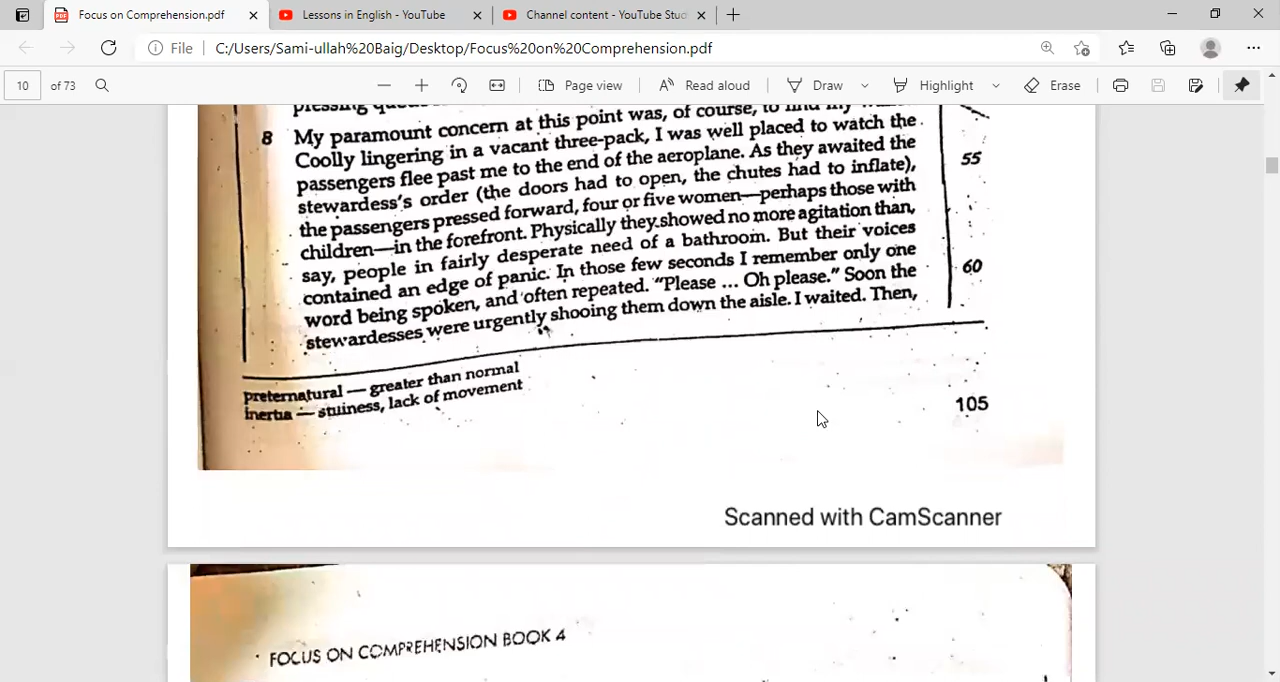 Focus on Comprehension.pdf
Lessons in English - YouTube
Channel content - YouTube Stud
File
C:/Users/Sami-ullah%20Baig/Desktop/Focus%20on%20Comprehension.pdf
10 of 73
Page view
Read aloud
Draw
Highlight
Erase
pressing
8 My paramount concern at this point was, of course, to find my
Coolly lingering in a vacant three-pack, I was well placed to watch the
passengers flee past me to the end of the aeroplane. As they awaited the 55
stewardess's order (the doors had to open, the chutes had to inflate),
the passengers pressed forward, four or five women—perhaps those with
children—in the forefront. Physically they showed no more agitation than,
say, people in fairly desperate need of a bathroom. But their voices
contained an edge of panic. In those few seconds I remember only one 60
word being spoken, and often repeated. "Please ... Oh please." Soon the
stewardesses were urgently shooing them down the aisle. I waited. Then,
preternatural — greater than normal
inertia — stillness, lack of movement
105
Scanned with CamScanner
FOCUS ON COMPREHENSION BOOK 4